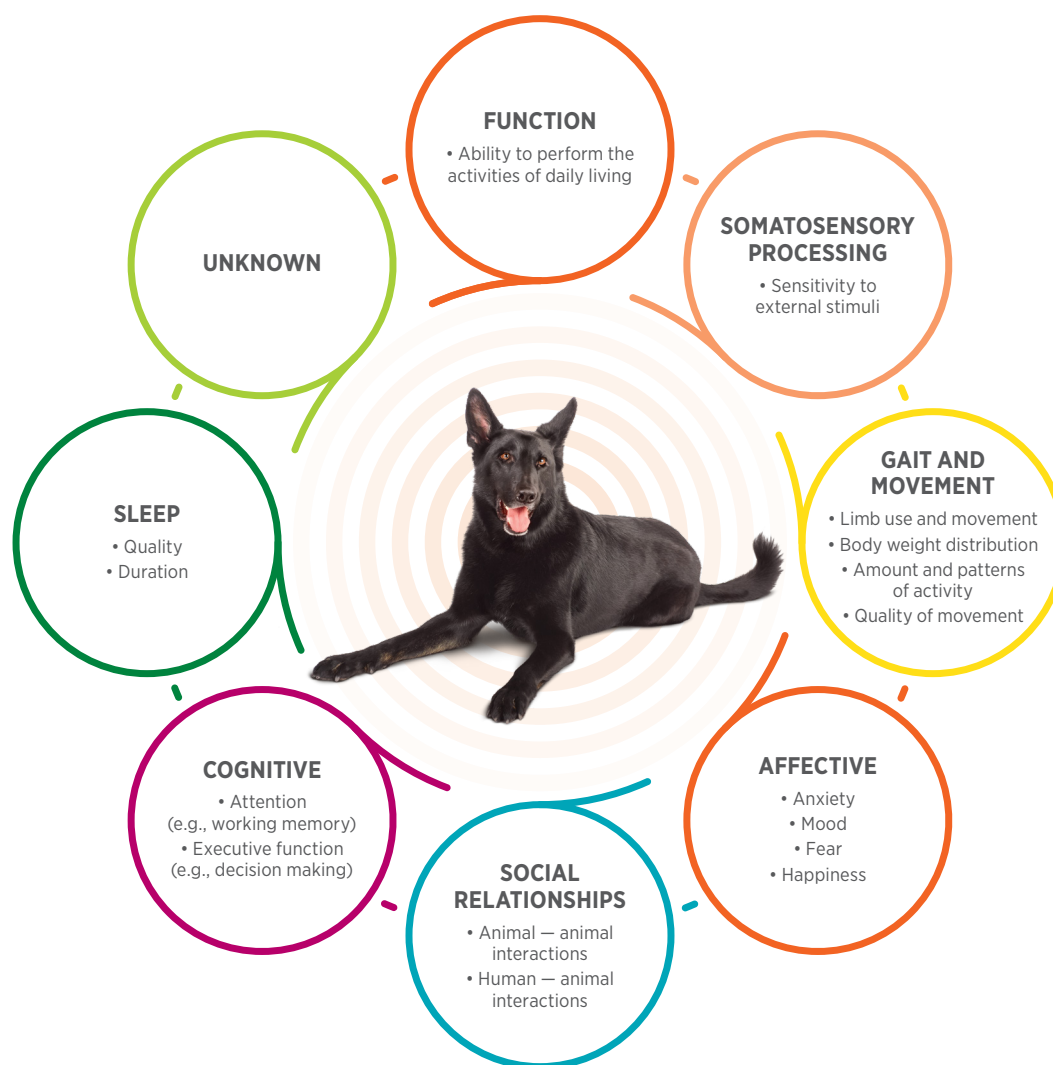 FUNCTION
• Ability to perform the
activities of daily living
SOMATOSENSORY
PROCESSING
• Sensitivity to
external stimuli
GAIT AND
MOVEMENT
• Limb use and movement
• Body weight distribution
• Amount and patterns
of activity
• Quality of movement
AFFECTIVE
• Anxiety
• Mood
• Fear
• Happiness
SOCIAL
RELATIONSHIPS
• Animal — animal
interactions
• Human — animal
interactions
COGNITIVE
• Attention
(e.g., working memory)
• Executive function
(e.g., decision making)
SLEEP
• Quality
• Duration
UNKNOWN